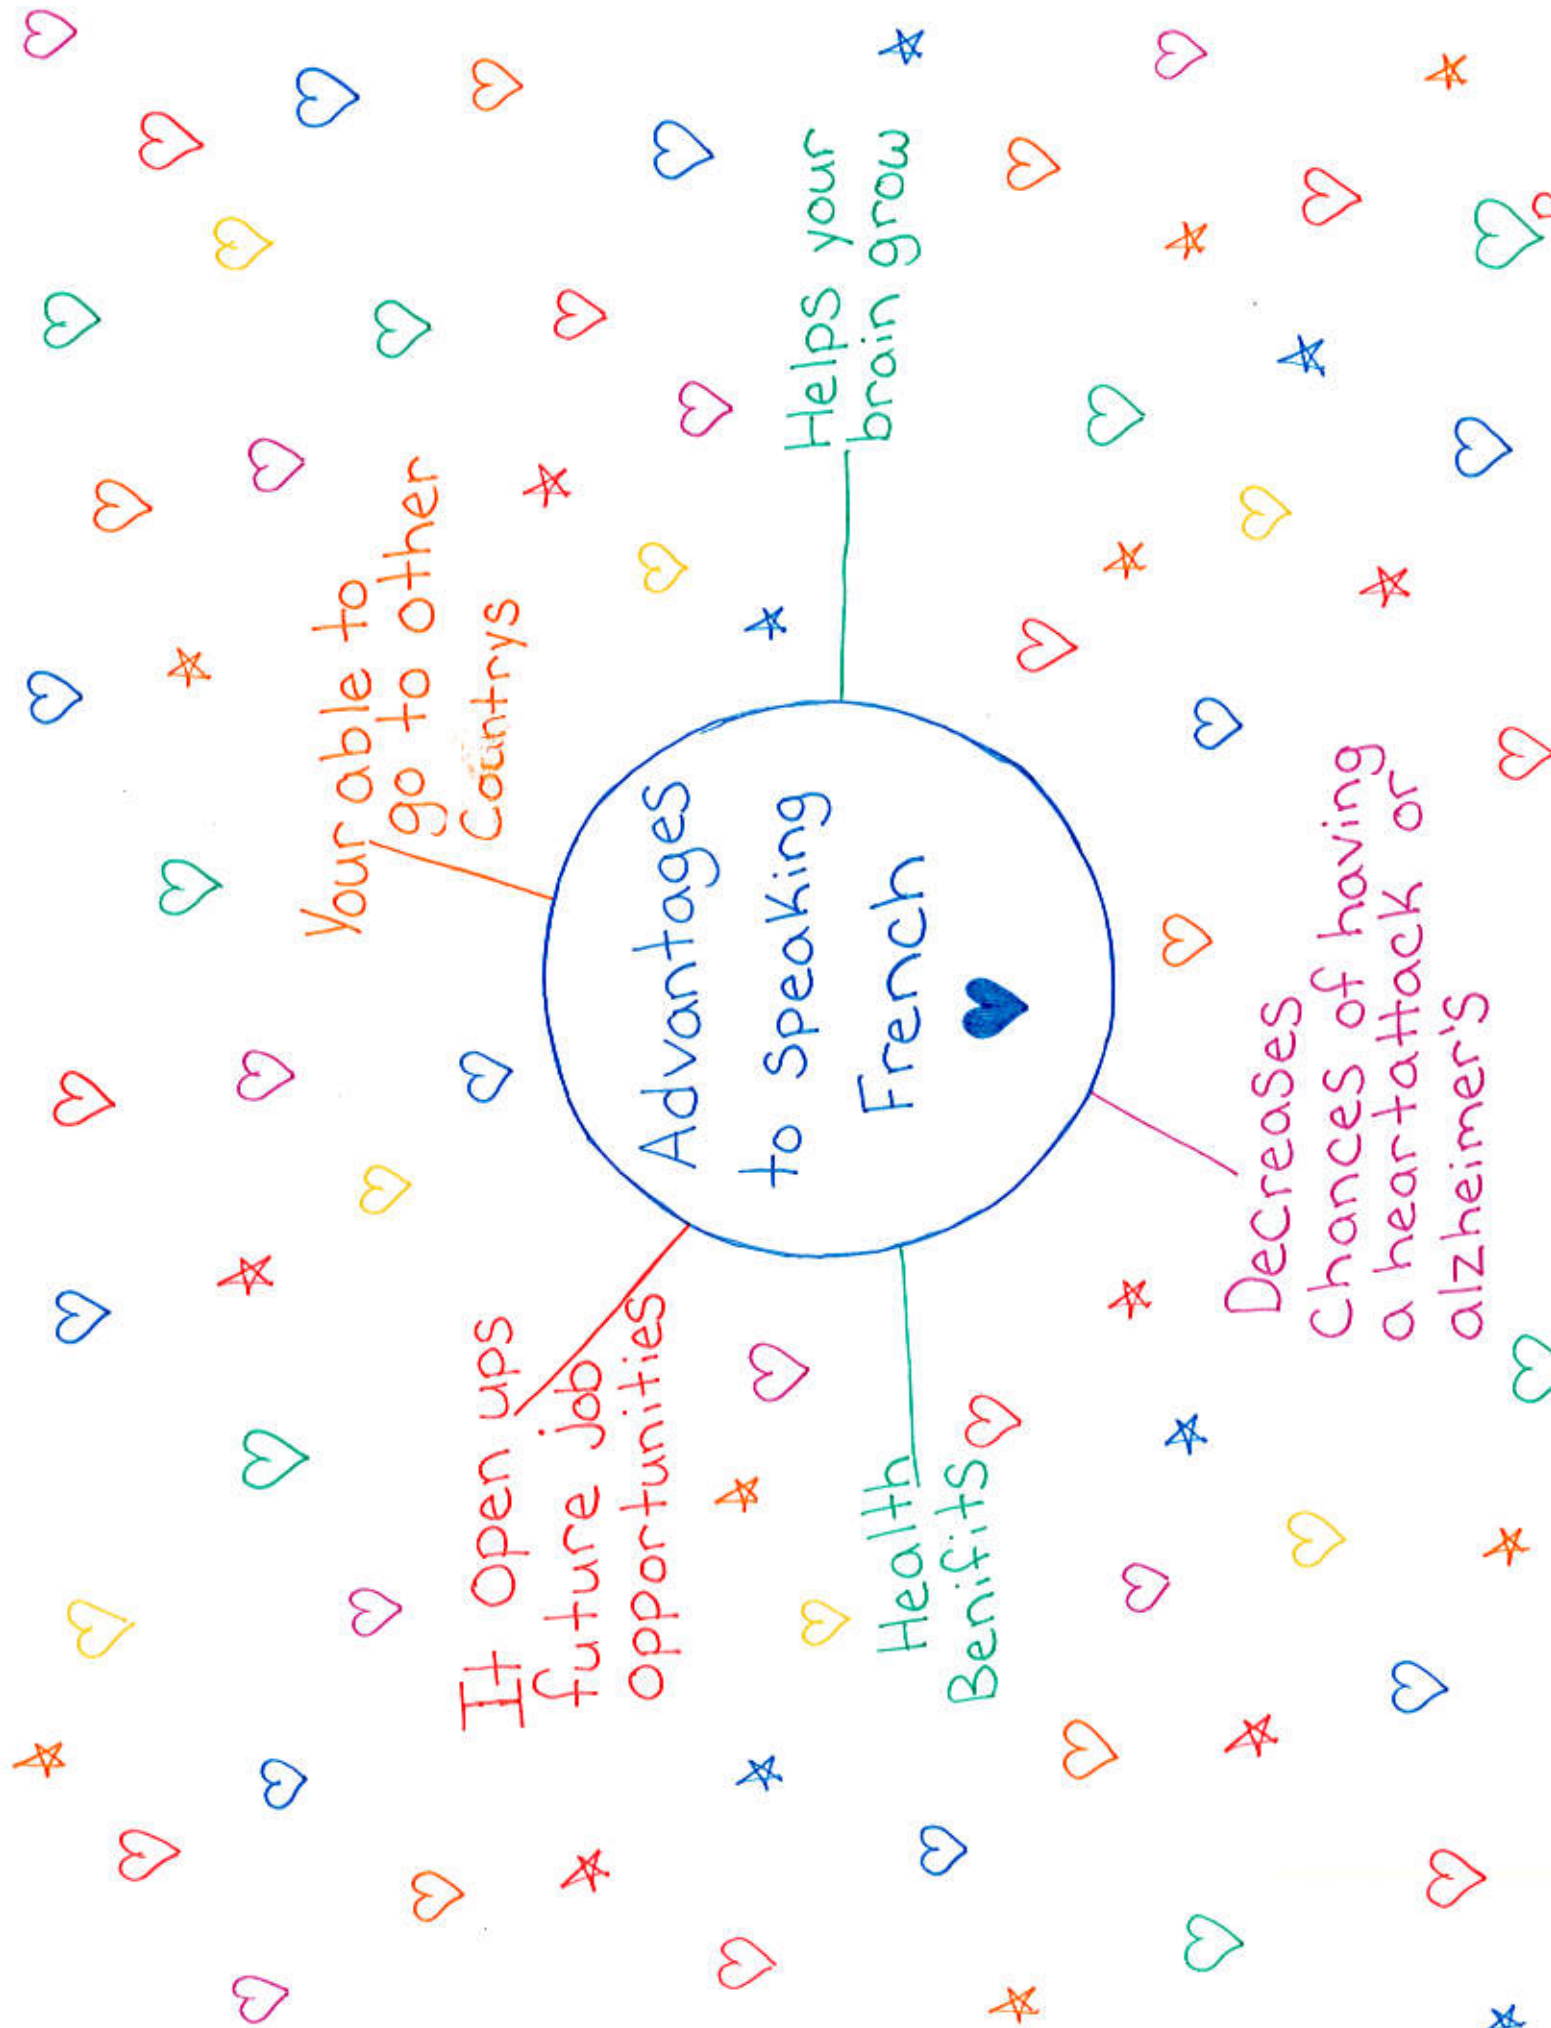 Advantages
to speaking
French
Your able to
go to other
Countrys
Helps your
brain grow
Decreases
chances of having
a heartattack or
alzheimer's
Health
Benifits
It open ups
future job
opportunities